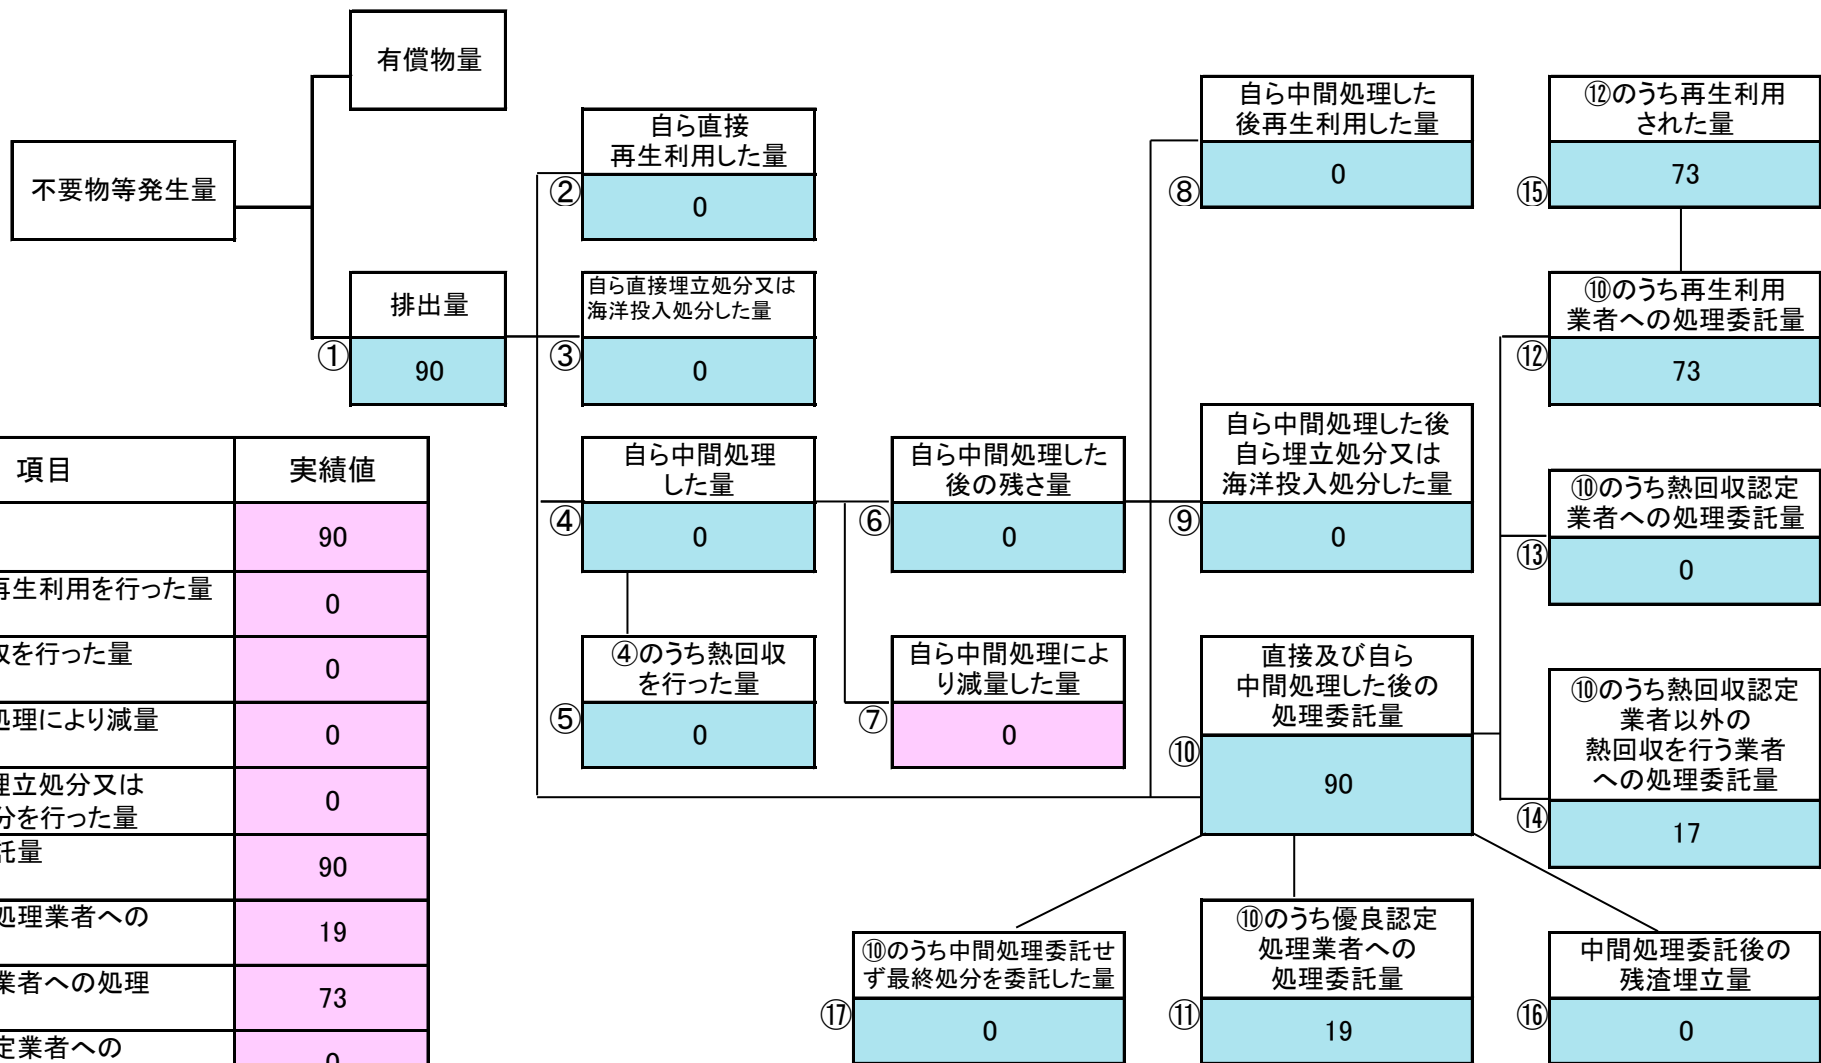 有償物量
不要物等発生量
排出量
①
90
自ら直接
再生利用した量
②
0
自ら直接埋立処分又は
海洋投入処分した量
③
0
自ら中間処理
した量
④
0
④のうち熱回収
を行った量
⑤
0
自ら中間処理した
後の残さ量
⑥
0
自ら中間処理によ
り減量した量
⑦
0
自ら中間処理した
後再生利用した量
⑧
0
自ら中間処理した後
自ら埋立処分又は
海洋投入処分した量
⑨
0
直接及び自ら
中間処理した後の
処理委託量
⑩
90
⑫のうち再生利用
された量
⑮
73
⑩のうち再生利用
業者への処理委託量
⑫
73
⑩のうち熱回収認定
業者への処理委託量
⑬
0
⑩のうち熱回収認定
業者以外の
熱回収を行う業者
への処理委託量
⑭
17
⑩のうち中間処理委託せ
ず最終処分を委託した量
⑰
0
⑩のうち優良認定
処理業者への
処理委託量
⑪
19
中間処理委託後の
残渣埋立量
⑯
0
項目 実績値
90
再生利用を行った量
0
を行った量
0
処理により減量
0
埋立処分又は
分を行った量
0
託量
90
処理業者への
19
業者への処理
73
定業者への
0